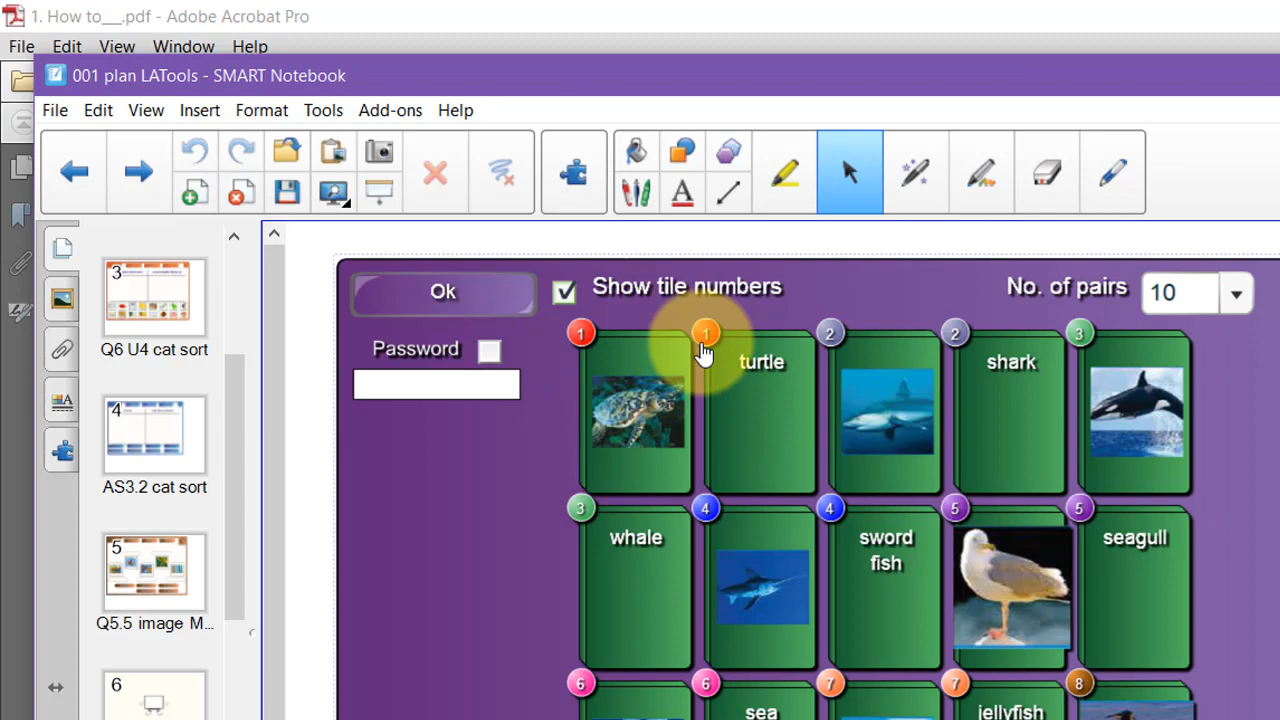 1. How to___.pdf - Adobe Acrobat Pro
File Edit View Window Help
001 plan LATools - SMART Notebook
File Edit View Insert Format Tools Add-ons Help
3
Q6 U4 cat sort
4
AS3.2 cat sort
5
Q5.5 image M...
6
Ok
Show tile numbers
No. of pairs 10
Password
1 1 2 2 3
turtle shark
3 4 4 5 5
whale sword seagull
fish
6 6 7 7 8
sea jellyfish